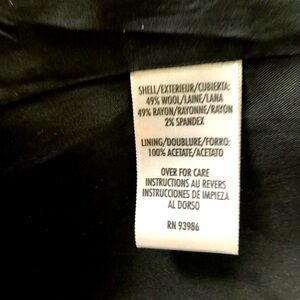 SHELL/EXTERIEUR/CUBIERTA:
49% WOOL/LAINE/LANA
49% RAYON/RAYONNE/RAYON
2% SPANDEX
LINING/DOUBLURE/FORRO:
100% ACETATE/ACETATO
OVER FOR CARE
INSTRUCTIONS AU REVERS
INSTRUCCIONES DE IMPIEZA
AL DORSO
RN 93986